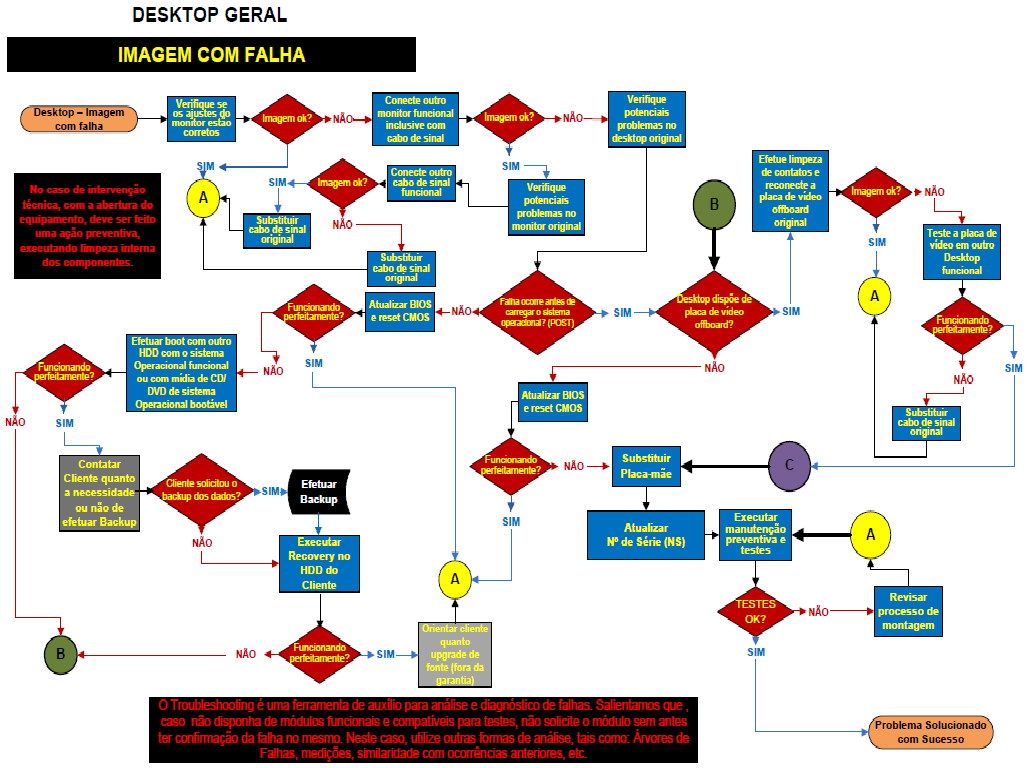 DESKTOP GERAL
IMAGEM COM FALHA
Desktop – Imagem
com falha
Verifique se
os ajustes do
monitor estão
corretos
Imagem ok?
NÃO
Conecte outro
monitor funcional
inclusive com
cabo de sinal
Imagem ok?
NÃO
Verifique
potenciais
problemas no
desktop original
SIM
A
SIM
Verifique
potenciais
problemas no
monitor original
Conecte outro
cabo de sinal
funcional
Imagem ok?
SIM
Substituir
cabo de sinal
original
NÃO
Substituir
cabo de sinal
original
No caso de intervenção
técnica, com a abertura do
equipamento, deve ser feito
uma ação preventiva,
executando limpeza interna
dos componentes.
B
Efetue limpeza
de contatos e
reconecte a
placa de vídeo
offboard
original
Imagem ok?
NÃO
SIM
A
Teste a placa de
vídeo em outro
Desktop
funcional
Funcionando
perfeitamente?
SIM
NÃO
Substituir
cabo de sinal
original
Falha ocorre antes de
carregar o sistema
operacional? (POST)
SIM
Desktop dispõe de
placa de vídeo
offboard?
SIM
NÃO
NÃO
Atualizar BIOS
e reset CMOS
Funcionando
perfeitamente?
NÃO
SIM
Efetuar boot com outro
HDD com o sistema
Operacional funcional
ou com mídia de CD/
DVD de sistema
Operacional bootável
Funcionando
perfeitamente?
NÃO
SIM
Atualizar BIOS
e reset CMOS
Funcionando
perfeitamente?
NÃO
SIM
Substituir
Placa-mãe
C
Contatar
Cliente quanto
a necessidade
ou não de
efetuar Backup
Cliente solicitou o
backup dos dados?
SIM
Efetuar
Backup
NÃO
Executar
Recovery no
HDD do
Cliente
A
Atualizar
Nº de Série (NS)
Executar
manutenção
preventiva e
testes
A
TESTES
OK?
NÃO
Revisar
processo de
montagem
SIM
B
NÃO
Funcionando
perfeitamente?
SIM
Orientar cliente
quanto
upgrade de
fonte (fora da
garantia)
O Troubleshooting é uma ferramenta de auxílio para análise e diagnóstico de falhas. Salientamos que ,
caso não disponha de módulos funcionais e compatíveis para testes, não solicite o módulo sem antes
ter confirmação da falha no mesmo. Neste caso, utilize outras formas de análise, tais como: Árvores de
Falhas, medições, similaridade com ocorrências anteriores, etc.
Problema Solucionado
com Sucesso